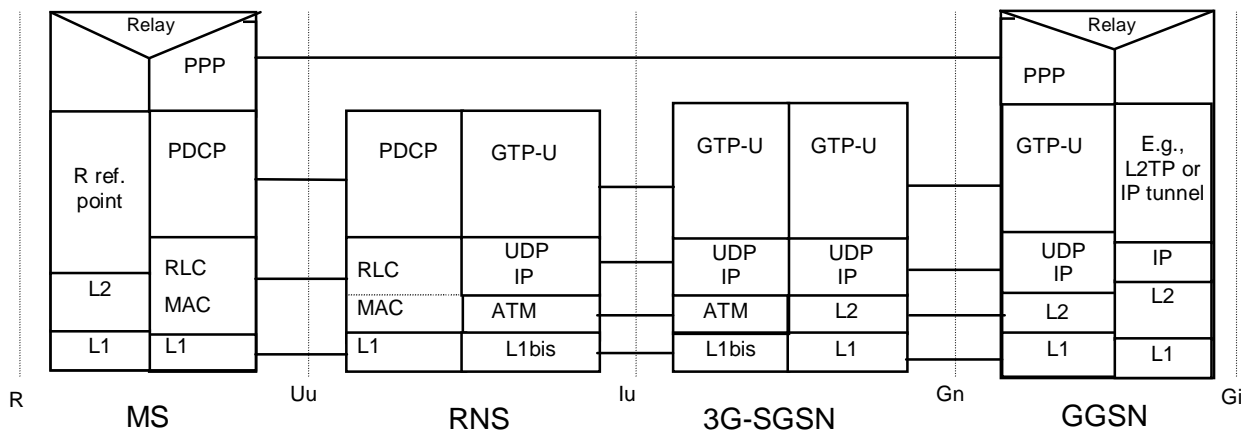 Relay
PPP
R ref.
point
PDCP
RLC
MAC
L2
L1
L1
PDCP
GTP-U
RLC
UDP
IP
MAC
ATM
L1
L1bis
GTP-U
GTP-U
UDP
IP
UDP
IP
ATM
L2
L1bis
L1
Relay
PPP
GTP-U
E.g.,
L2TP or
IP tunnel
UDP
IP
IP
L2
L2
L1
L1
R
MS
Uu
RNS
Iu
3G-SGSN
Gn
GGSN
Gi